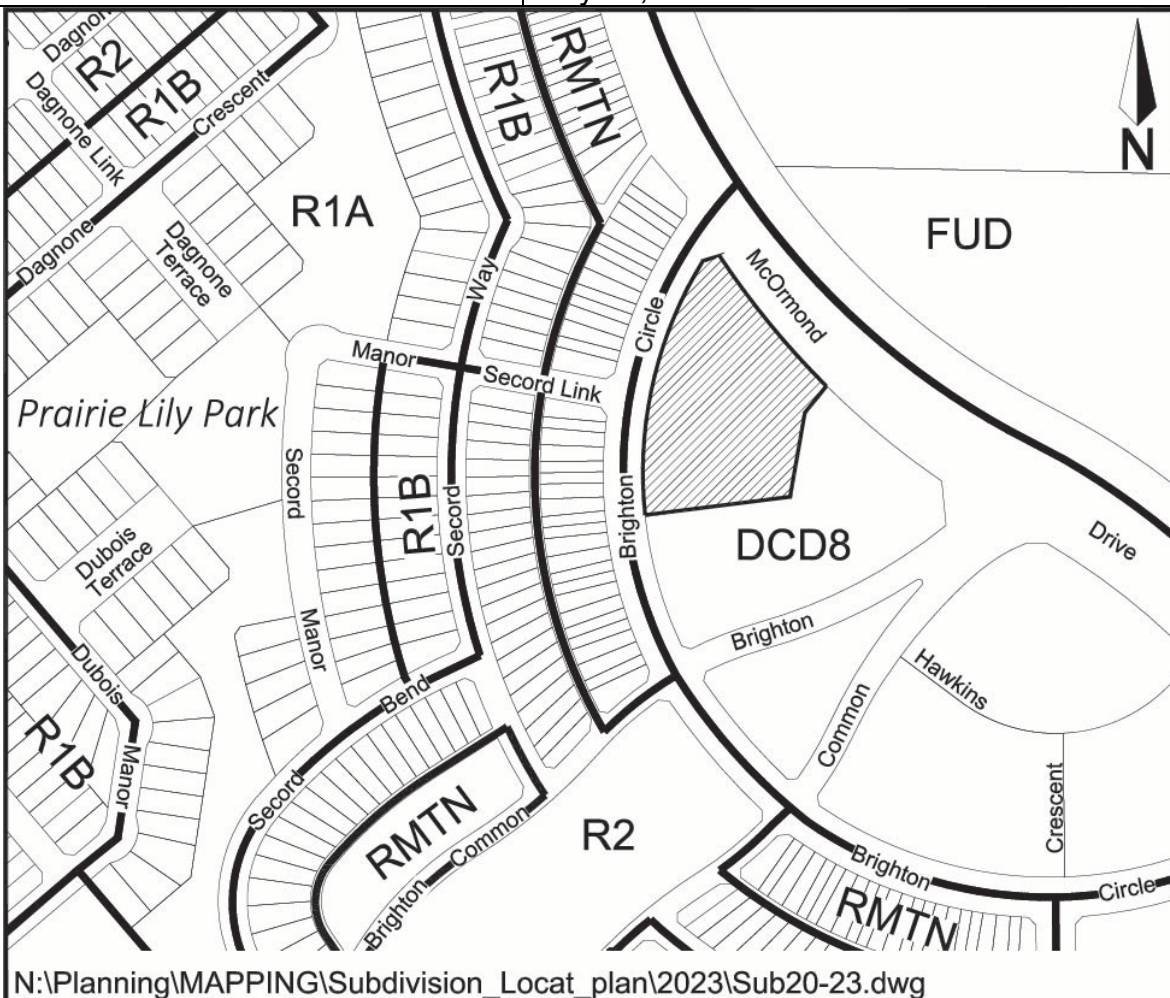 Dagnone
R2
R1B
Crescent
Dagnone Link
R1B
RMTN
N
R1A
FUD
Dagnone
Dagnone
Terrace
Way
McOrmond
Circle
Manor
Secord Link
Prairie Lily Park
Secord
R1B
Secord
Brighton
DCD8
Drive
Dubois
Terrace
Manor
Brighton
Hawkins
Dubois
Bend
Common
R1B
Manor
Secord
RMTN
Common
R2
Crescent
Brighton
Brighton
Circle
RMTN
N:\Planning\MAPPING\Subdivision_Locat_plan\2023\Sub20-23.dwg